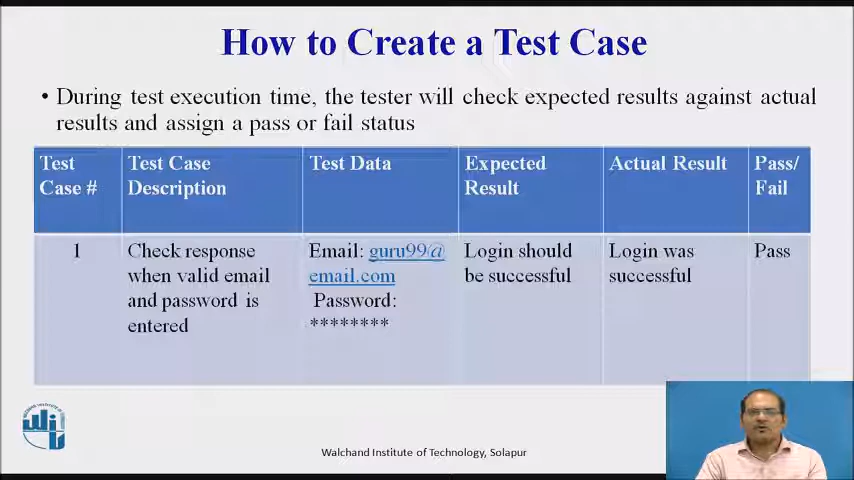 How to Create a Test Case
• During test execution time, the tester will check expected results against actual
results and assign a pass or fail status
Test
Case #
Test Case
Description
Test Data
Expected
Result
Actual Result
Pass/
Fail
1
Check response
when valid email
and password is
entered
Email: guru99@
email.com
Password:
********
Login should
be successful
Login was
successful
Pass
Walchand Institute of Technology, Solapur